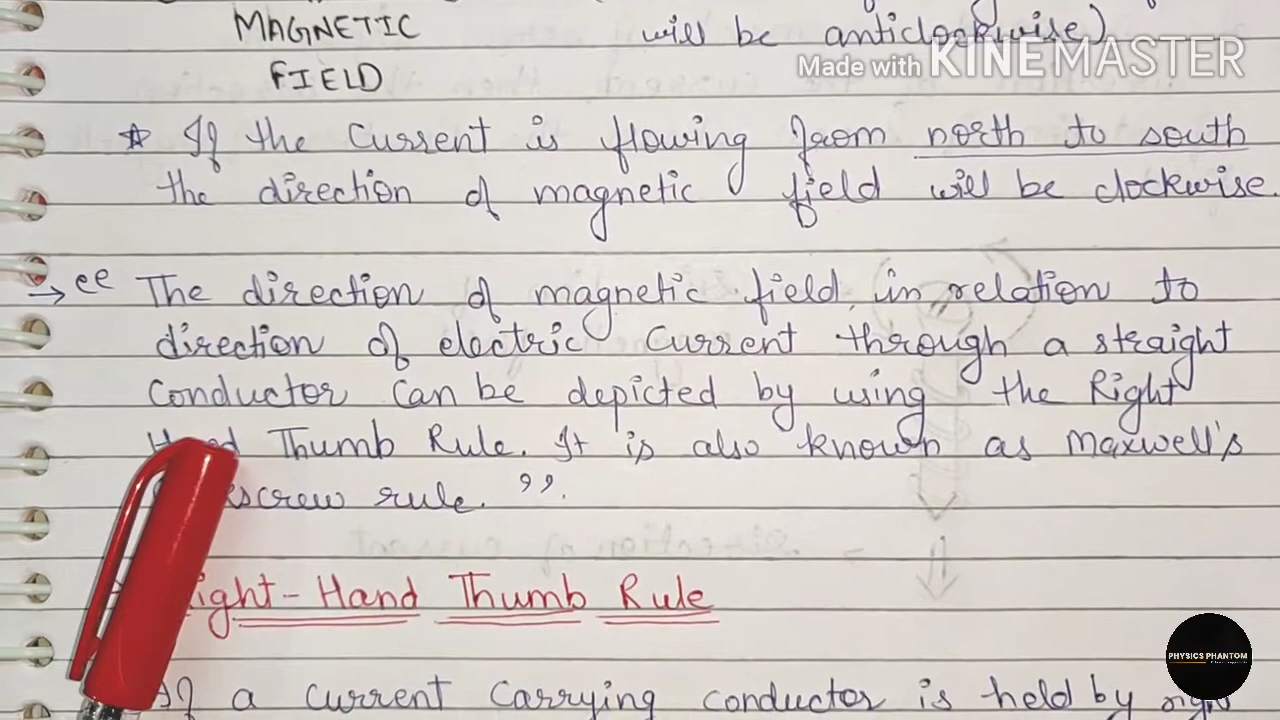 MAGNETIC will be anticlockwise)
FIELD
Made with KINEMASTER
☆ If the current is flowing from north to south
the direction of magnetic field will be clockwise.
→ “ The direction of magnetic field, in relation to
direction of electric current through a straight
conductor can be depicted by using the Right
Hand Thumb Rule. It is also known as Maxwell's
screw rule. ”.
Right-Hand Thumb Rule
If a current carrying conductor is held by right
PHYSICS PHANTOM